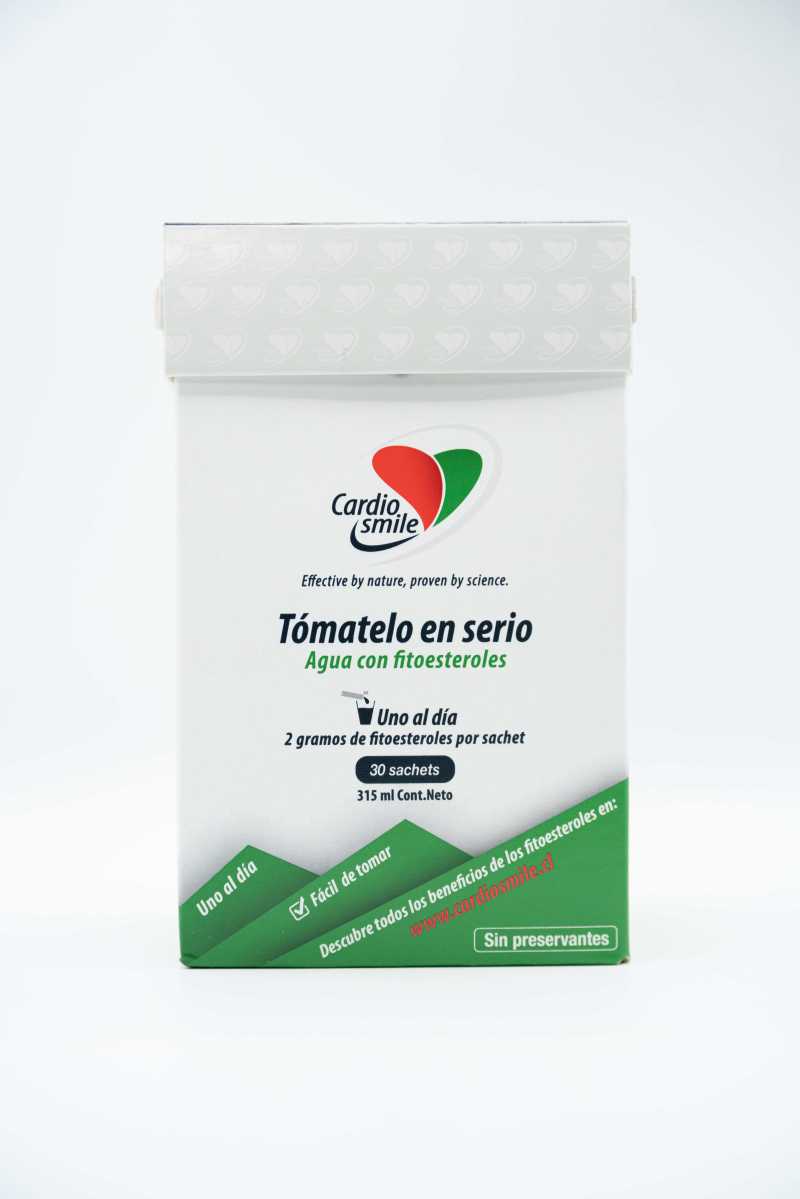 Cardio
smile
Effective by nature, proven by science.
Tómatelo en serio
Agua con fitoesteroles
Uno al día
2 gramos de fitoesteroles por sachet
30 sachets
315 ml Cont.Neto
Uno al día
Fácil de tomar
Descubre todos los beneficios de los fitoesteroles en:
www.cardiosmile.cl
Sin preservantes